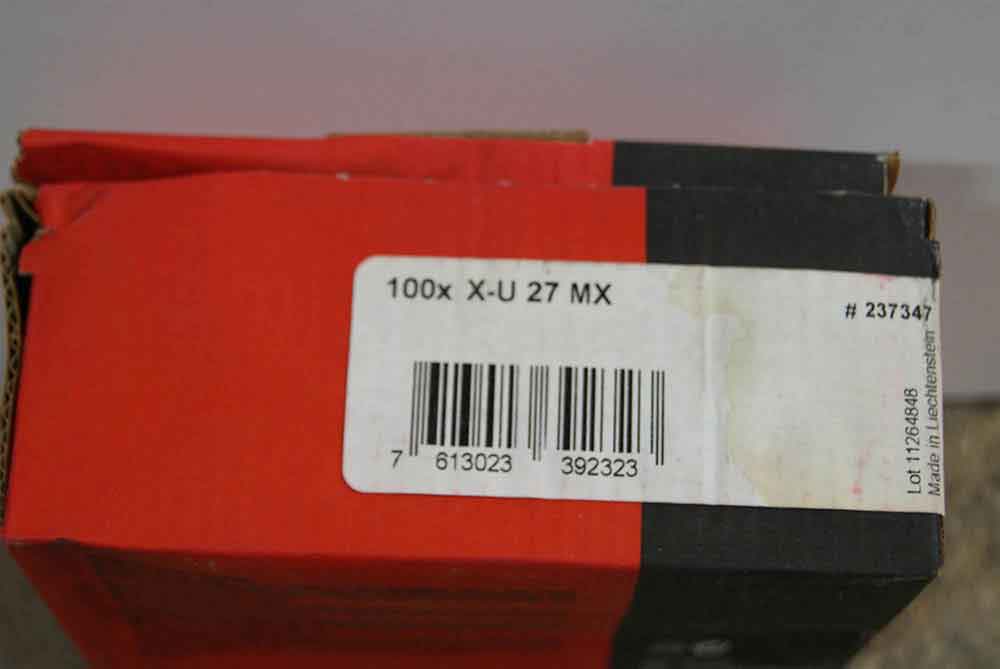 100x X-U 27 MX
# 237347
7 613023 392323
Lot 11264848
Made in Liechtenstein